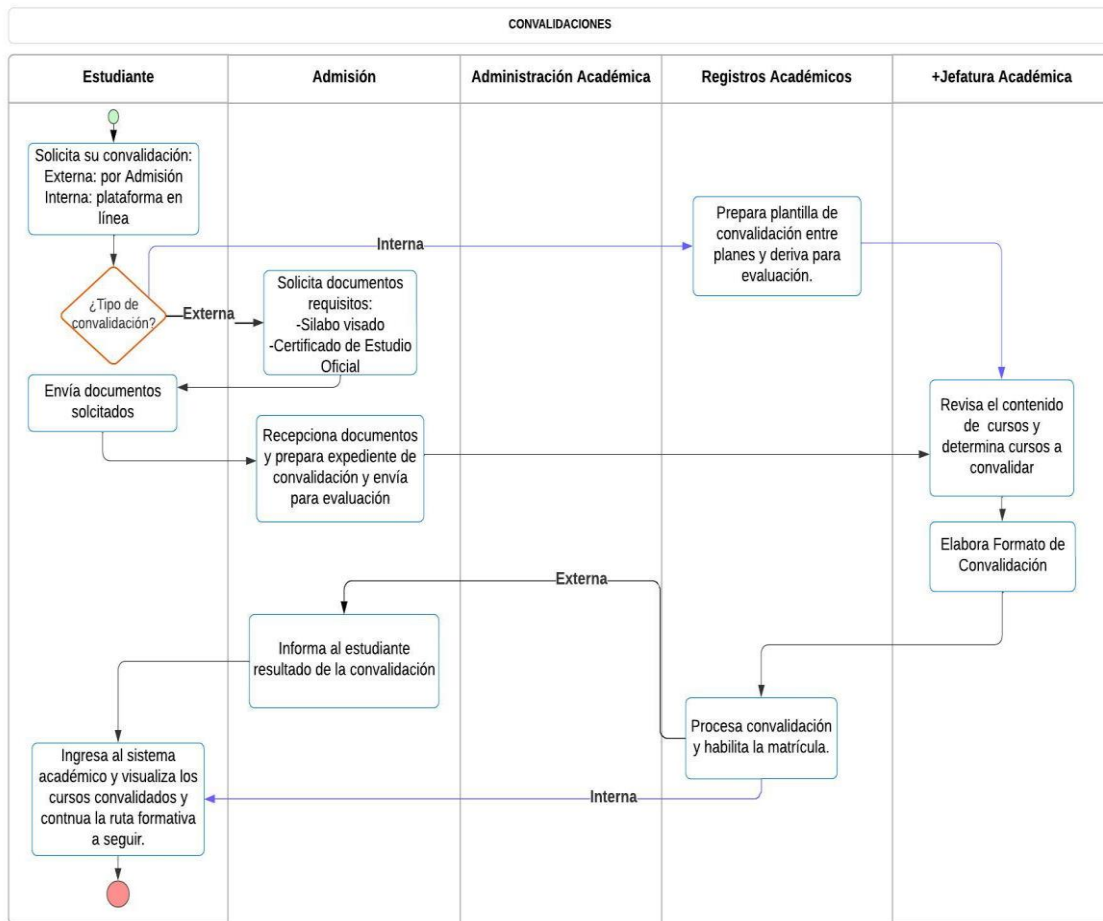 CONVALIDACIONES
Estudiante
Admisión
Administración Académica
Registros Académicos
+Jefatura Académica
Solicita su convalidación:
Externa: por Admisión
Interna: plataforma en
línea
Interna
Prepara plantilla de
convalidación entre
planes y deriva para
evaluación.
¿Tipo de
convalidación?
Externa
Solicita documentos
requisitos:
-Silabo visado
-Certificado de Estudio
Oficial
Envía documentos
solcitados
Recepciona documentos
y prepara expediente de
convalidación y envía
para evaluación
Revisa el contenido
de cursos y
determina cursos a
convalidar
Elabora Formato de
Convalidación
Externa
Informa al estudiante
resultado de la convalidación
Procesa convalidación
y habilita la matrícula.
Interna
Ingresa al sistema
académico y visualiza los
cursos convalidados y
contnua la ruta formativa
a seguir.